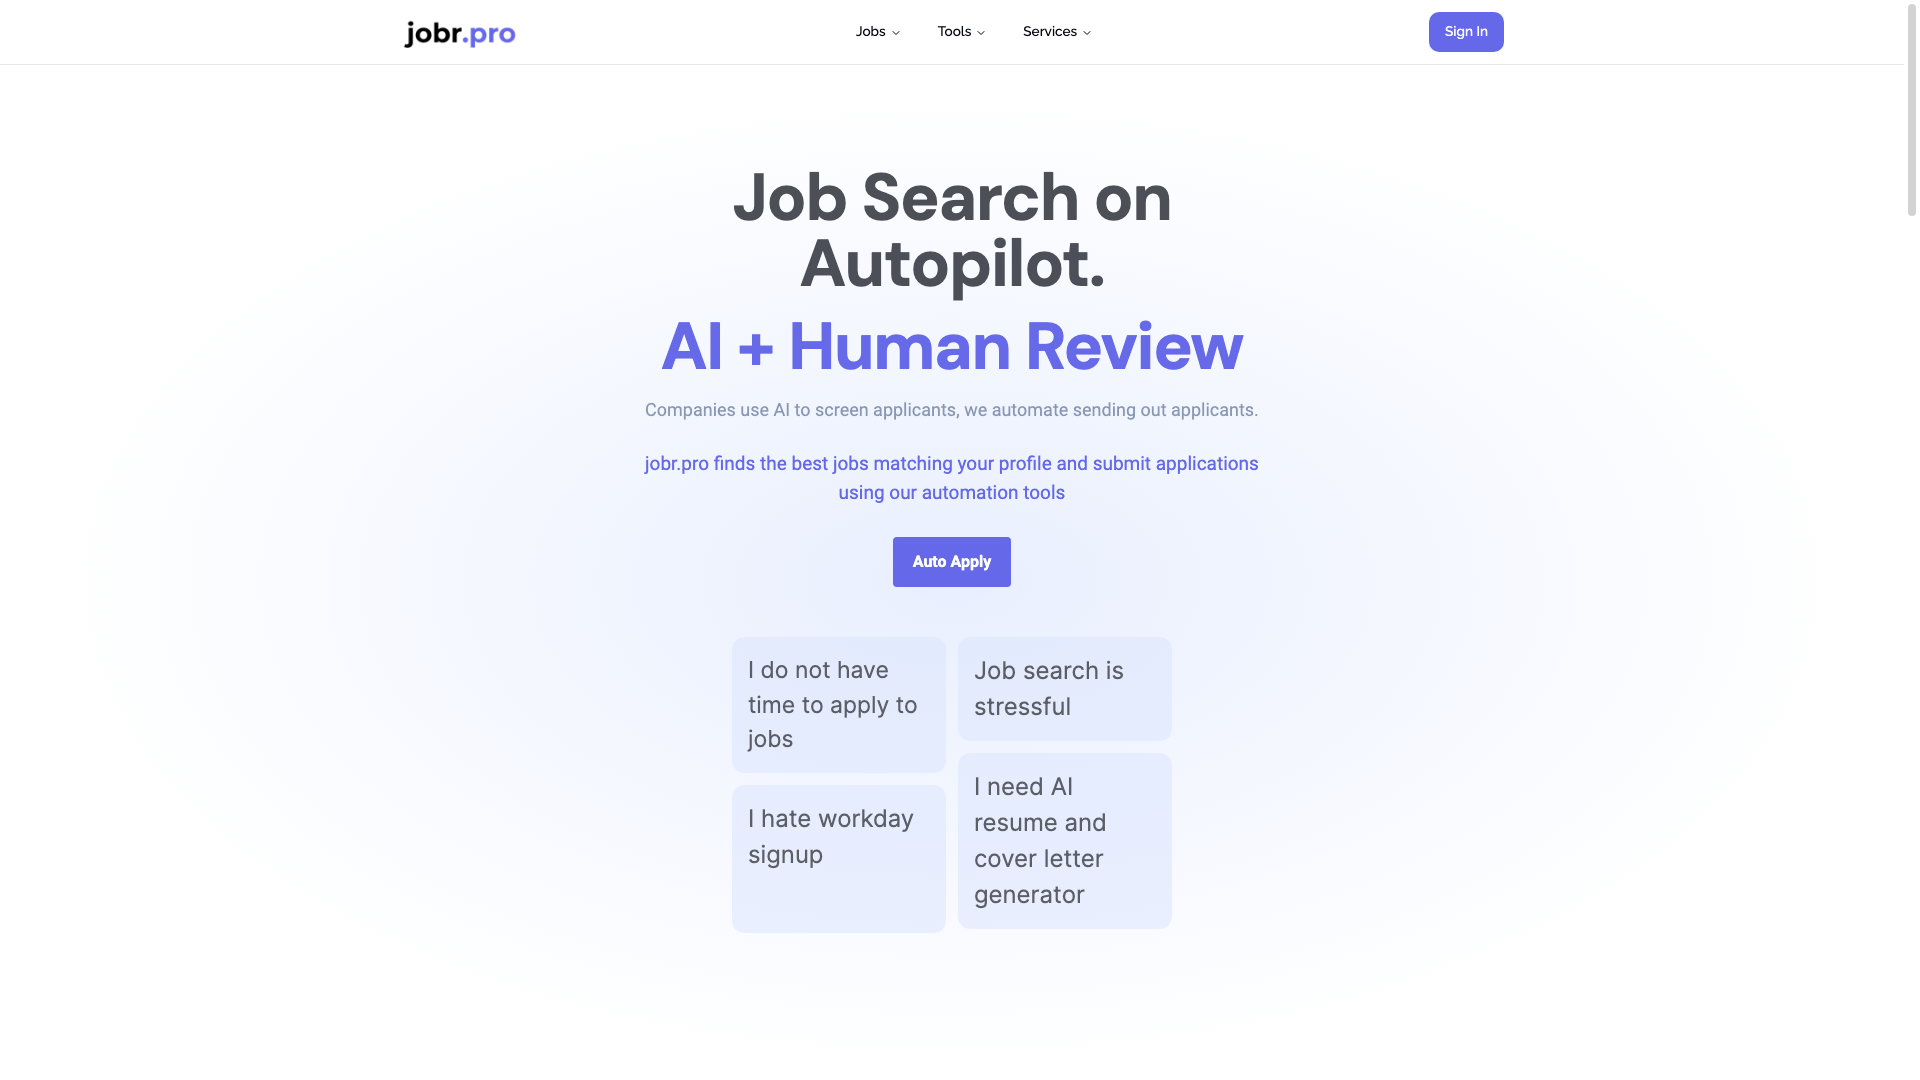 jobr.pro
Jobs
Tools
Services
Sign In
Job Search on
Autopilot.
AI + Human Review
Companies use AI to screen applicants, we automate sending out applicants.
jobr.pro finds the best jobs matching your profile and submit applications
using our automation tools
Auto Apply
I do not have
time to apply to
jobs
I hate workday
signup
Job search is
stressful
I need AI
resume and
cover letter
generator